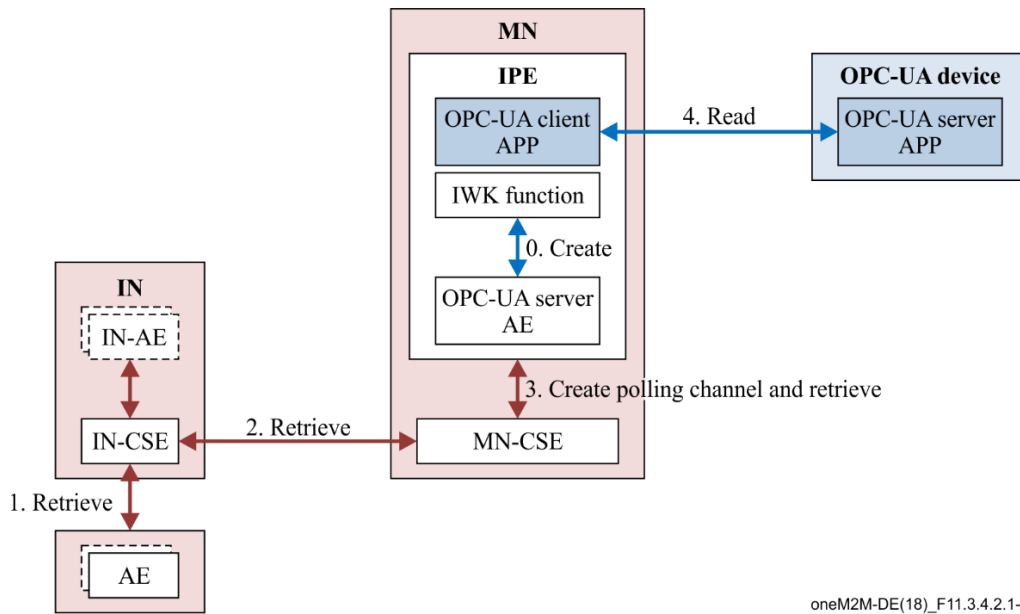 MN
IPE
OPC-UA client
APP
4. Read
OPC-UA device
OPC-UA server
APP
IWK function
0. Create
OPC-UA server
AE
IN
IN-AE
3. Create polling channel and retrieve
IN-CSE
2. Retrieve
MN-CSE
1. Retrieve
AE
oneM2M-DE(18)_F11.3.4.2.1-